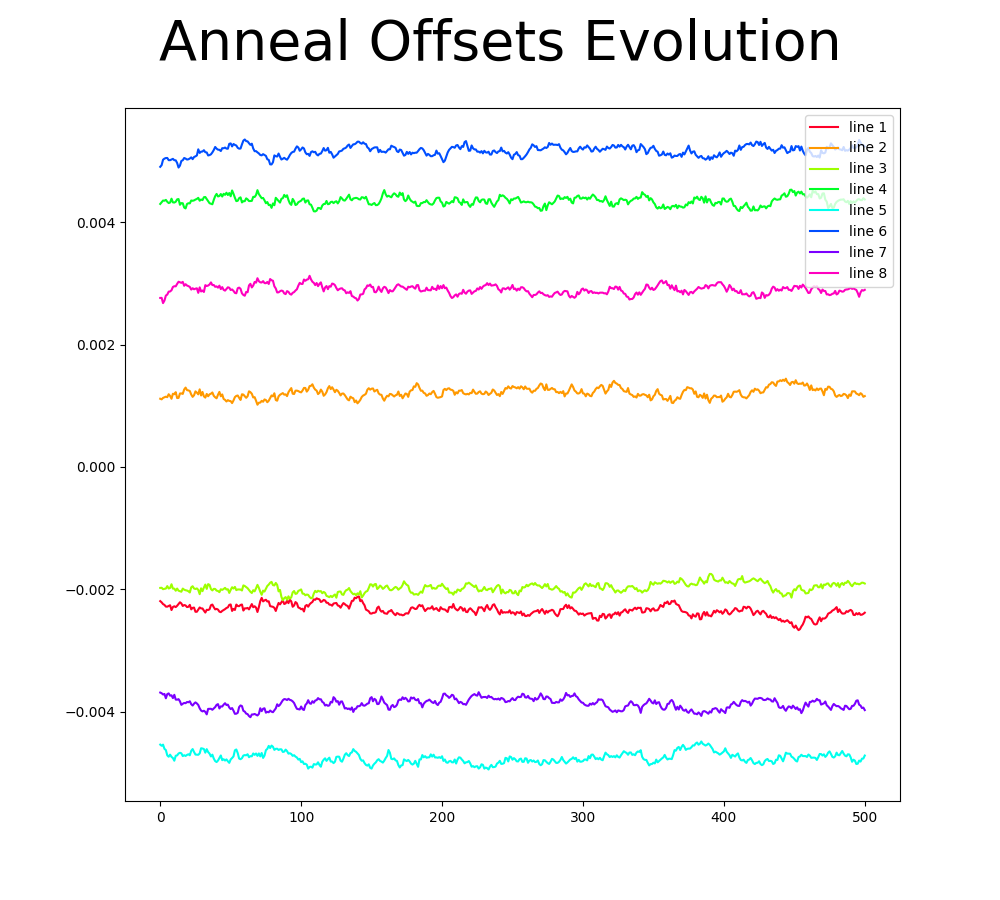 Anneal Offsets Evolution
line 1
line 2
line 3
line 4
line 5
line 6
line 7
line 8
0.004
0.002
0.000
−0.002
−0.004
0 100 200 300 400 500